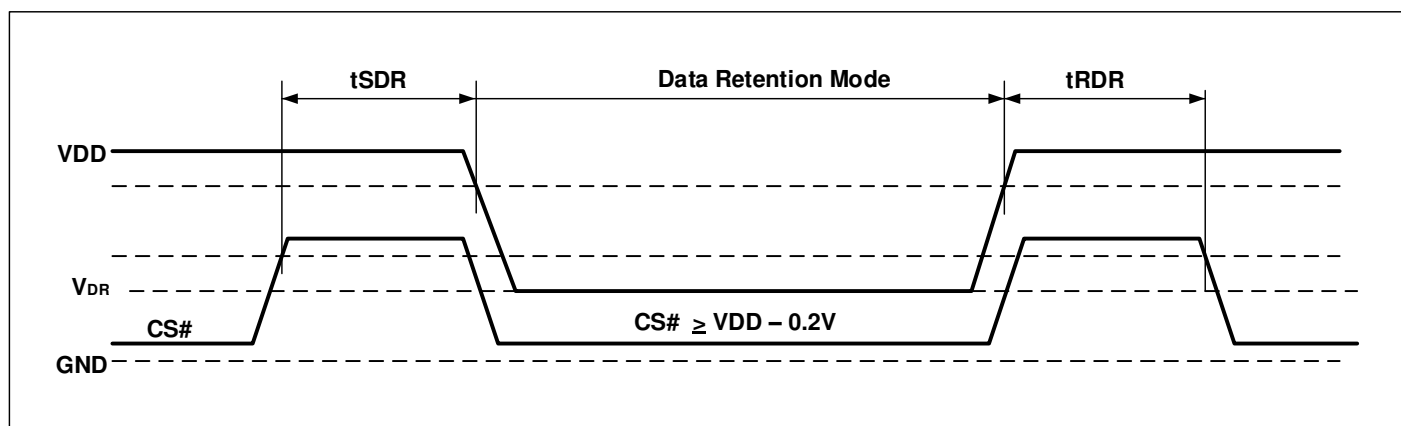 tSDR Data Retention Mode tRDR
VDD
VDR
CS# CS# ≥ VDD – 0.2V
GND